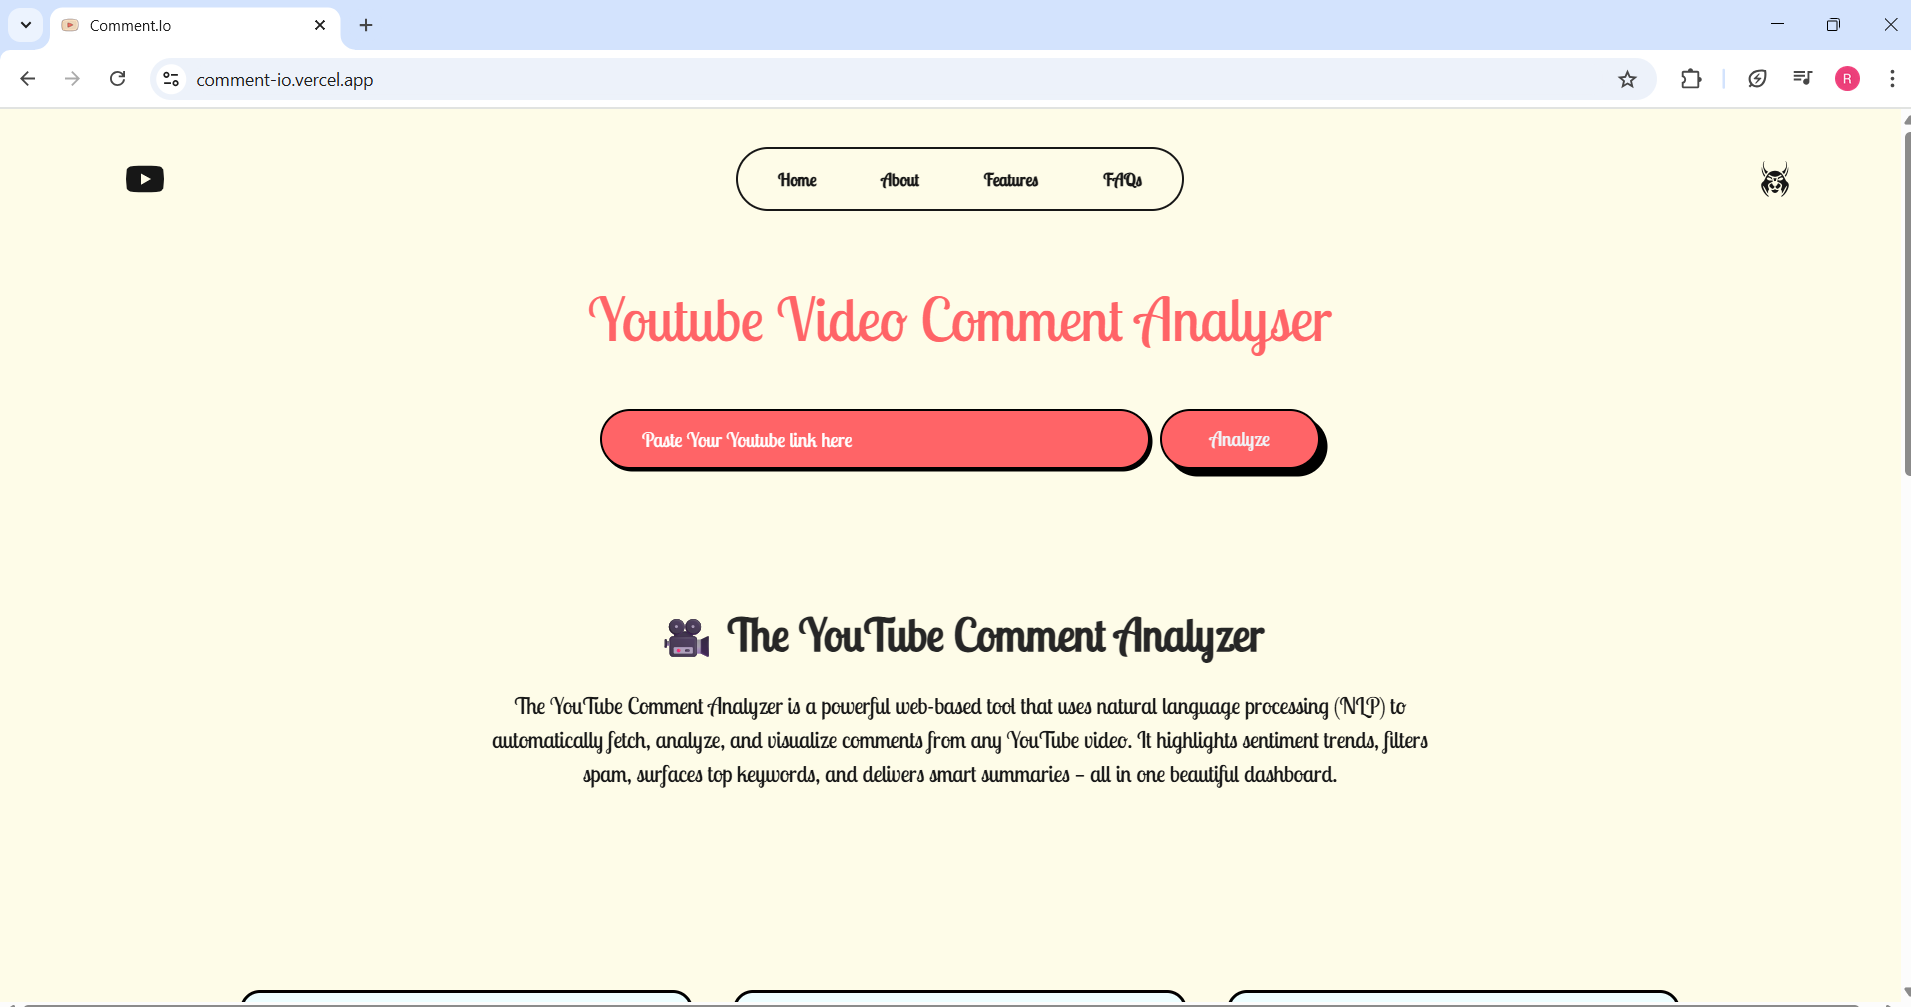 Comment.Io
comment-io.vercel.app
R
Home About Features FAQs
Youtube Video Comment Analyser
Paste Your Youtube link here
Analyze
The YouTube Comment Analyzer
The YouTube Comment Analyzer is a powerful web-based tool that uses natural language processing (NLP) to
automatically fetch, analyze, and visualize comments from any YouTube video. It highlights sentiment trends, filters
spam, surfaces top keywords, and delivers smart summaries – all in one beautiful dashboard.